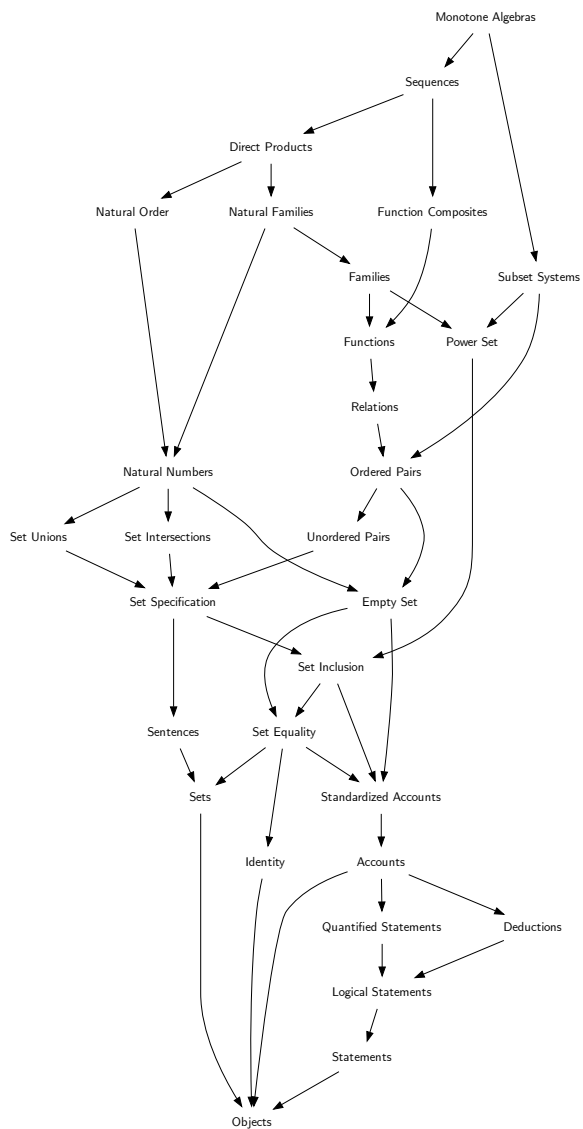 Monotone Algebras
Sequences
Direct Products
Natural Order
Natural Families
Function Composites
Families
Subset Systems
Functions
Power Set
Relations
Natural Numbers
Ordered Pairs
Set Unions
Set Intersections
Unordered Pairs
Set Specification
Empty Set
Set Inclusion
Sentences
Set Equality
Sets
Standardized Accounts
Identity
Accounts
Quantified Statements
Deductions
Logical Statements
Statements
Objects